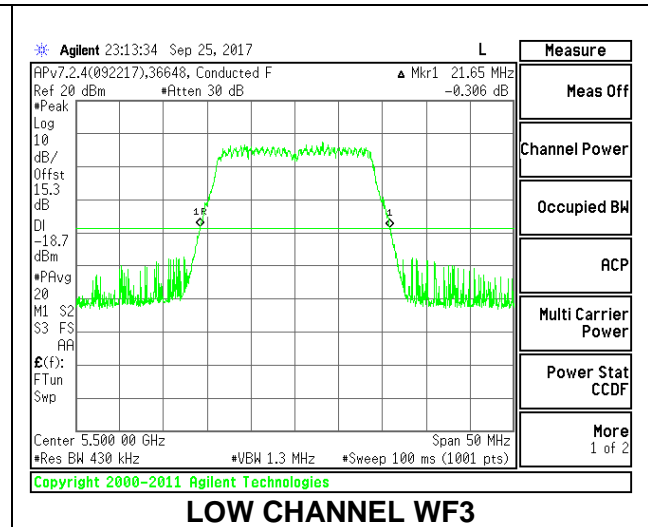 Agilent 23:13:34 Sep 25, 2017 L Measure
APv7.2.4(092217),36648, Conducted F ▲ Mkr1 21.65 MHz
Ref 20 dBm #Atten 30 dB -0.306 dB
Meas Off
#Peak
Log
10
dB/
Offst
15.3
dB
DI
-18.7
dBm
#PAvg
20
M1 S2
S3 FS
AA
£(f):
FTun
Swp
1R
1
Channel Power
Occupied BW
ACP
Multi Carrier
Power
Power Stat
CCDF
More
1 of 2
Center 5.500 00 GHz Span 50 MHz
#Res BW 430 kHz #VBW 1.3 MHz #Sweep 100 ms (1001 pts)
Copyright 2000-2011 Agilent Technologies
LOW CHANNEL WF3